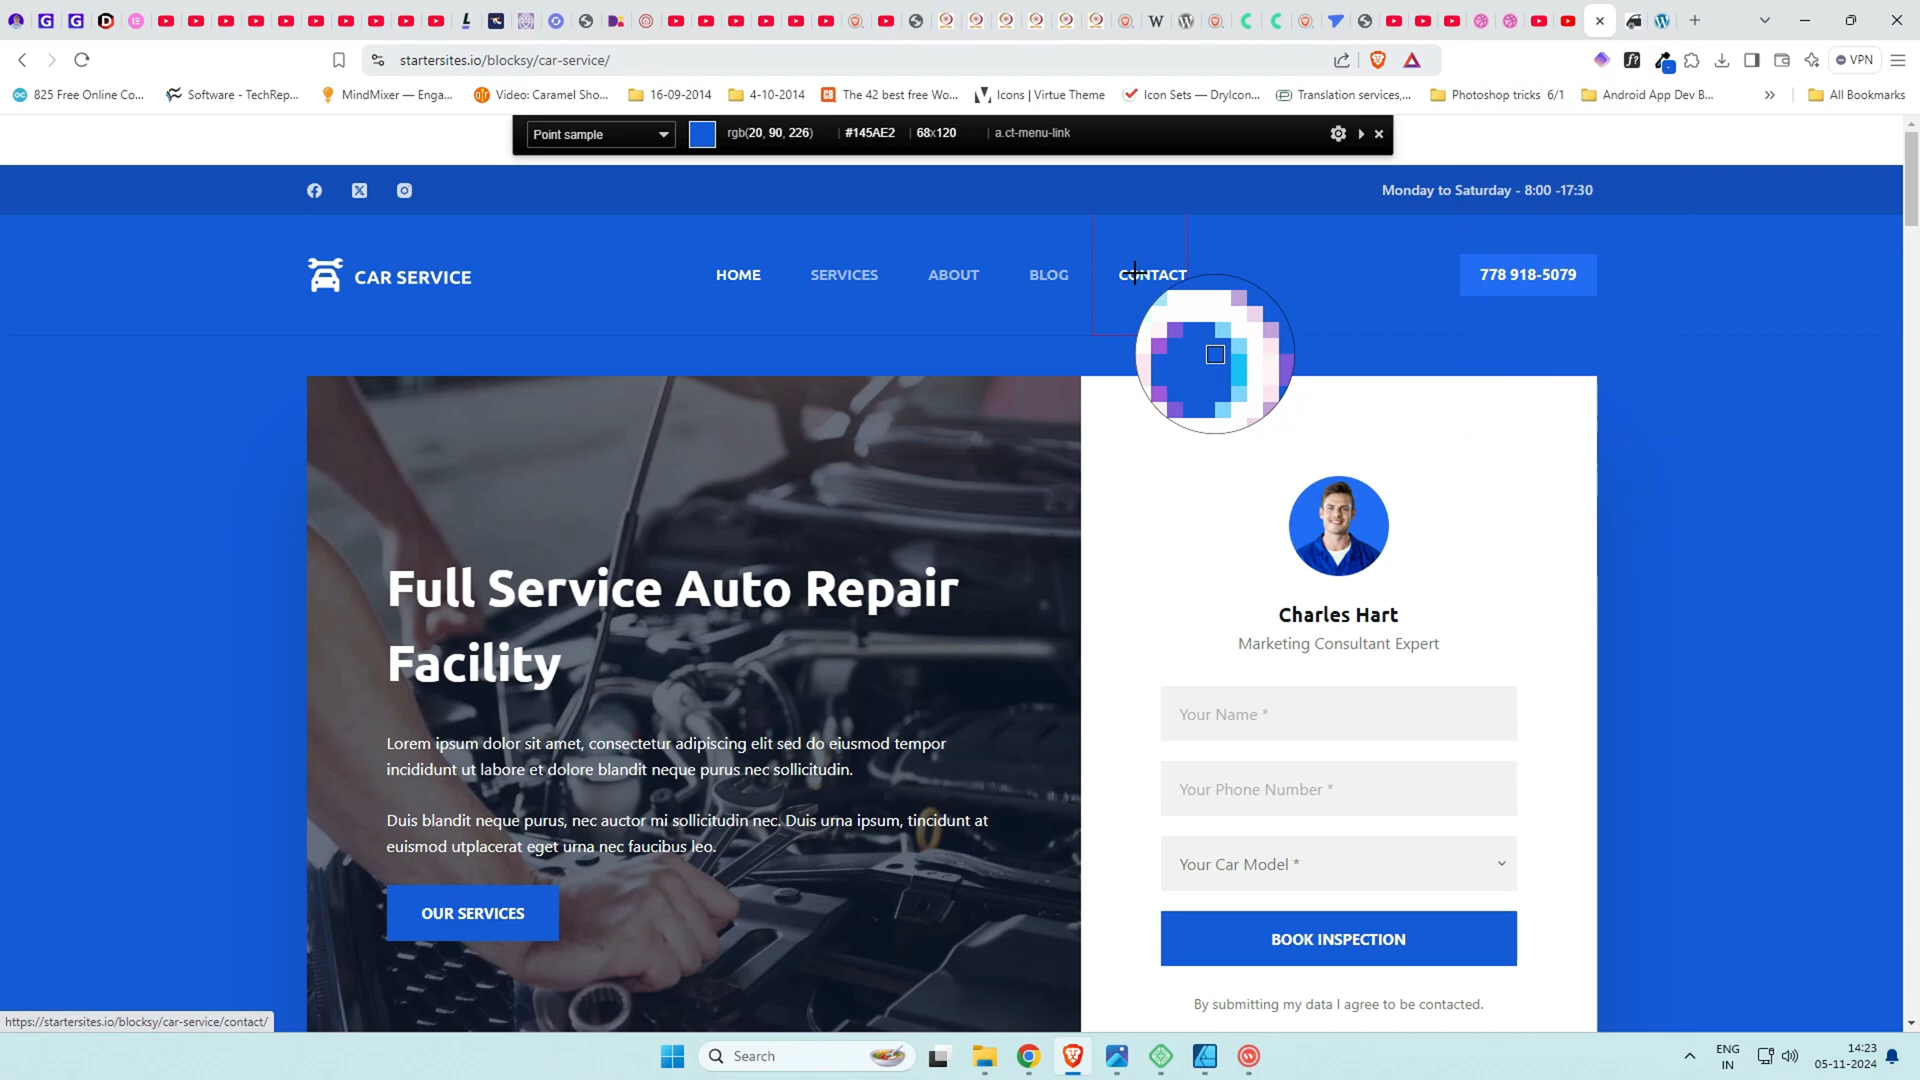 startersites.io/blocksy/car-service/
VPN
825 Free Online Co...
Software - TechRep...
MindMixer — Enga...
Video: Caramel Sho...
16-09-2014
4-10-2014
The 42 best free Wo...
Icons | Virtue Theme
Icon Sets — DryIcon...
Translation services,...
Photoshop tricks 6/1
Android App Dev B...
All Bookmarks
Point sample
rgb(20, 90, 226)
#145AE2
68x120
a.ct-menu-link
Monday to Saturday - 8:00 -17:30
CAR SERVICE
HOME
SERVICES
ABOUT
BLOG
CONTACT
778 918-5079
Full Service Auto Repair
Facility
Lorem ipsum dolor sit amet, consectetur adipiscing elit sed do eiusmod tempor
incididunt ut labore et dolore blandit neque purus nec sollicitudin.
Duis blandit neque purus, nec auctor mi sollicitudin nec. Duis urna ipsum, tincidunt at
euismod utplacerat eget urna nec faucibus leo.
OUR SERVICES
Charles Hart
Marketing Consultant Expert
Your Name *
Your Phone Number *
Your Car Model *
BOOK INSPECTION
By submitting my data I agree to be contacted.
https://startersites.io/blocksy/car-service/contact/
Search
ENG
IN
14:23
05-11-2024